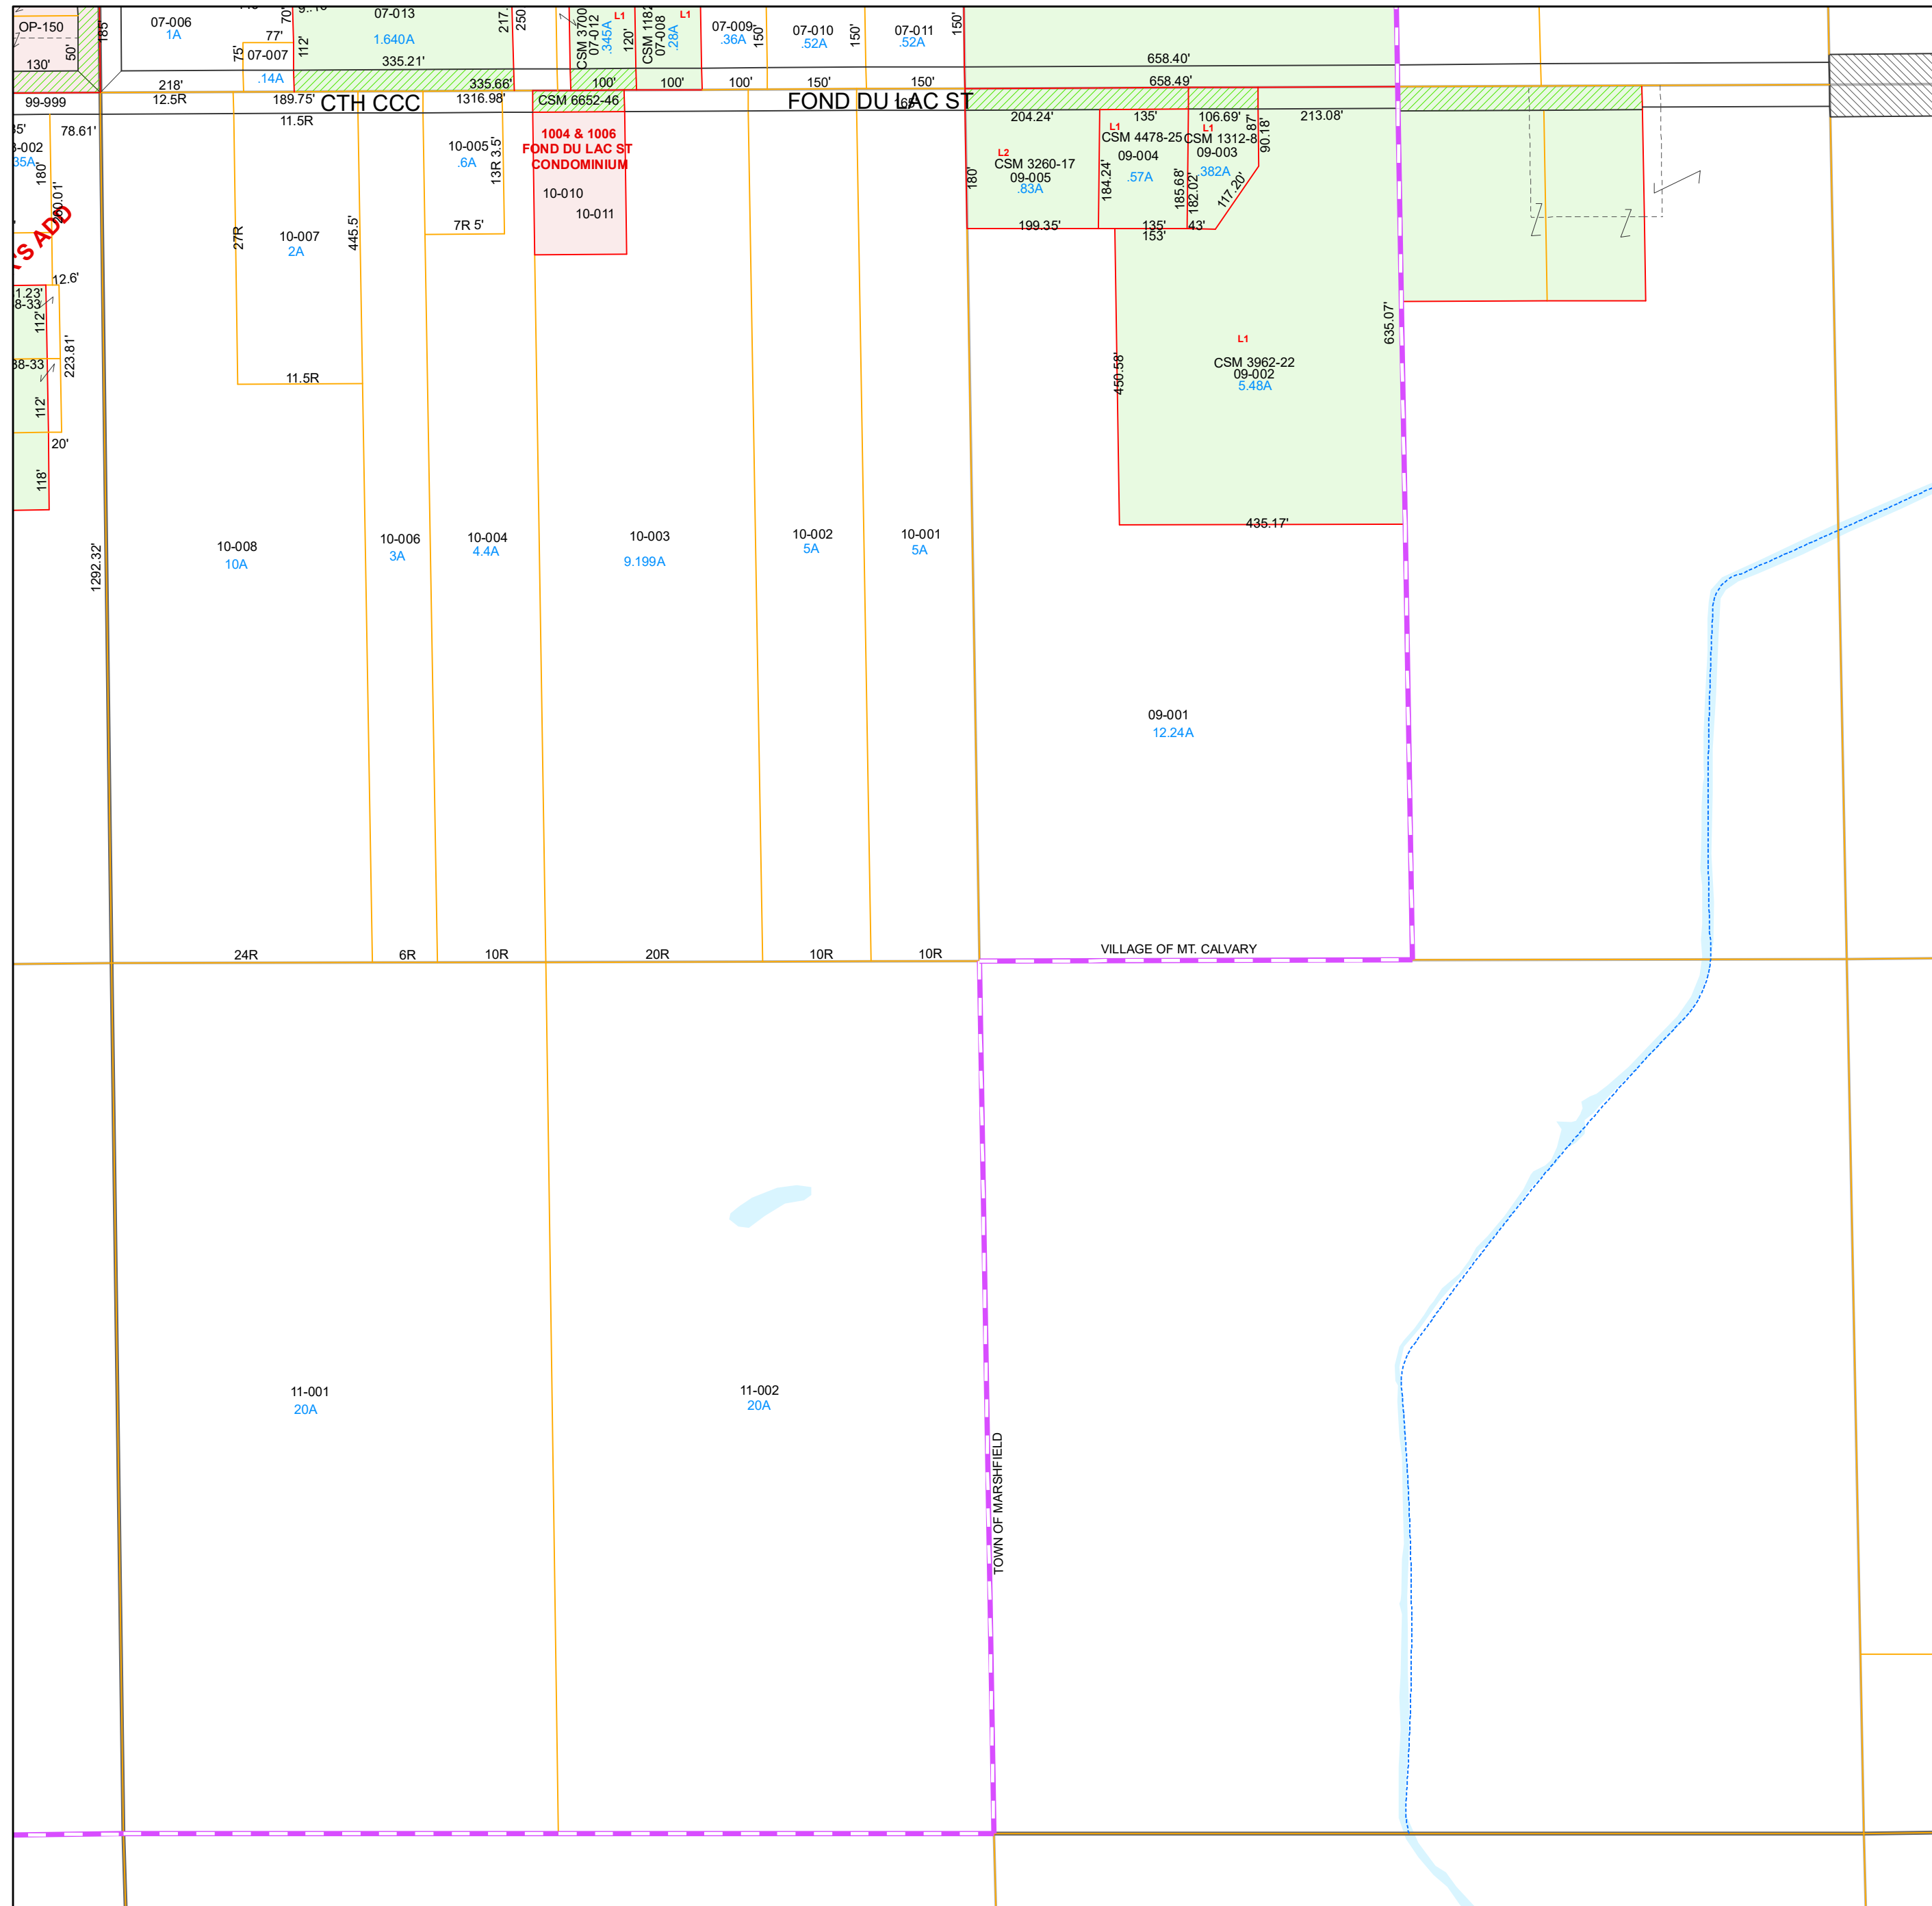 OP-150
50'
130'
185'
99-999
07-006
1A
75'
77'
07-007
.14A
218'
70'
112'
07-013
1.640A
335.21'
335.66'
250
CSM 3700
07-012
.345A
L1
120'
CSM 1182
07-008
.28A
L1
07-009
.36A
150'
07-010
.52A
150'
07-011
.52A
150'
100'
100'
100'
150'
150'
658.40'
658.49'
12.5R
189.75'
CTH CCC
1316.98'
CSM 6652-46
FOND DU LAC ST
165'
11.5R
78.61'
180'
12.6'
112'
223.81'
112'
20'
118'
1292.32'
10-005
.6A
13R 3.5'
7R 5'
1004 & 1006
FOND DU LAC ST
CONDOMINIUM
10-010
10-011
27R
10-007
2A
445.5'
11.5R
204.24'
L2
CSM 3260-17
09-005
.83A
180'
199.35'
135'
L1
CSM 4478-25
09-004
.57A
184.24'
185.68'
135'
153'
106.69'
L1
CSM 1312-8
09-003
.382A
182.02'
43'
117.20'
87'
90.18'
213.08'
635.07'
L1
CSM 3962-22
09-002
5.48A
450.58'
435.17'
10-008
10A
10-006
3A
10-004
4.4A
10-003
9.199A
10-002
5A
10-001
5A
09-001
12.24A
24R
6R
10R
20R
10R
10R
VILLAGE OF MT. CALVARY
11-001
20A
11-002
20A
TOWN OF MARSHFIELD